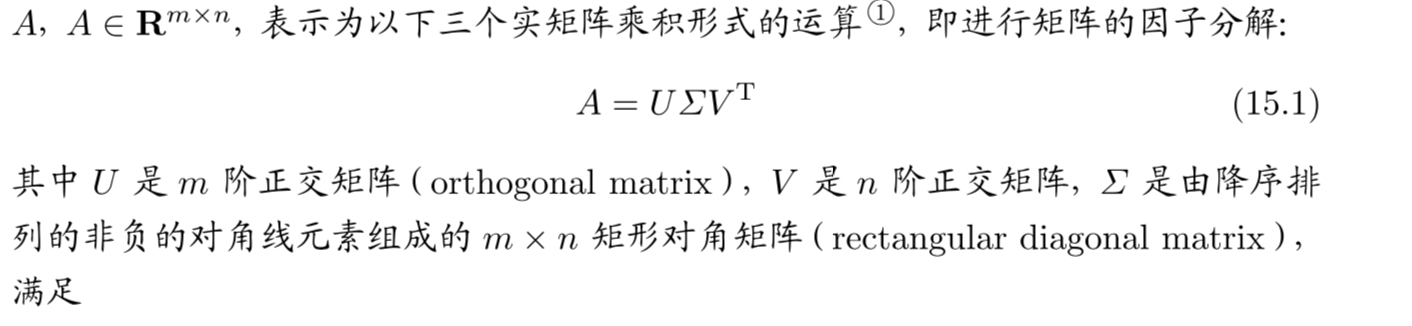 A, A ∈ R^{m×n}, 表示为以下三个实矩阵乘积形式的运算^①, 即进行矩阵的因子分解:
A = UΣV^T (15.1)
其中 U 是 m 阶正交矩阵 (orthogonal matrix), V 是 n 阶正交矩阵, Σ 是由降序排
列的非负的对角线元素组成的 m × n 矩形对角矩阵 (rectangular diagonal matrix),
满足